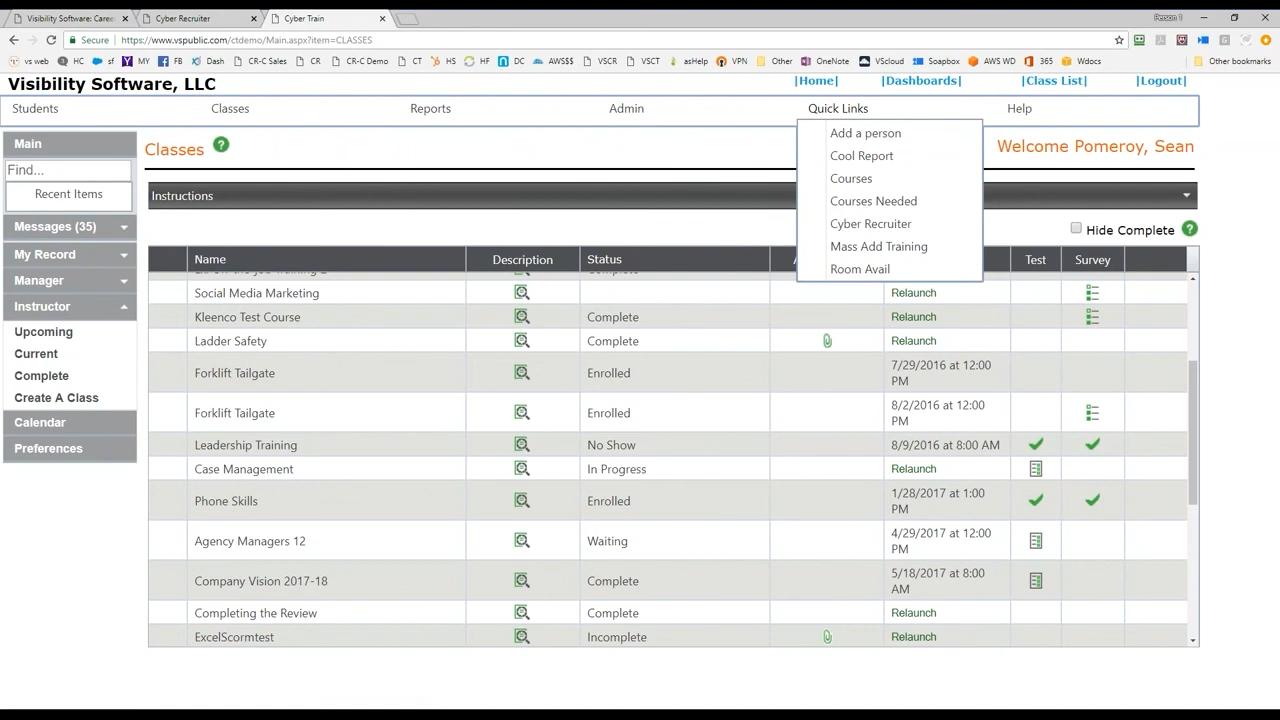 Visibility Software: Caree
Cyber Recruiter
Cyber Train
Person 1
Secure https://www.vspublic.com/ctdemo/Main.aspx?item=CLASSES
vs web HC sf MY FB Dash CR-C Sales CR CR-C Demo CT HS HF DC AWS$$ VSCR VSCT asHelp VPN Other OneNote VScloud Soapbox AWS WD 365 Wdocs Other bookmarks
Visibility Software, LLC
|Home| |Dashboards| |Class List| |Logout|
Students Classes Reports Admin Quick Links Help
Add a person
Cool Report
Courses
Courses Needed
Cyber Recruiter
Mass Add Training
Room Avail
Main
Find...
Recent Items
Messages (35)
My Record
Manager
Instructor
Upcoming
Current
Complete
Create A Class
Calendar
Preferences
Classes ?
Welcome Pomeroy, Sean
Instructions
Hide Complete ?
Name Description Status Test Survey
Social Media Marketing Relaunch
Kleenco Test Course Complete Relaunch
Ladder Safety Complete Relaunch
Forklift Tailgate Enrolled 7/29/2016 at 12:00
PM
Forklift Tailgate Enrolled 8/2/2016 at 12:00
PM
Leadership Training No Show 8/9/2016 at 8:00 AM
Case Management In Progress Relaunch
Phone Skills Enrolled 1/28/2017 at 1:00
PM
Agency Managers 12 Waiting 4/29/2017 at 12:00
PM
Company Vision 2017-18 Complete 5/18/2017 at 8:00
AM
Completing the Review Complete Relaunch
ExcelScormtest Incomplete Relaunch